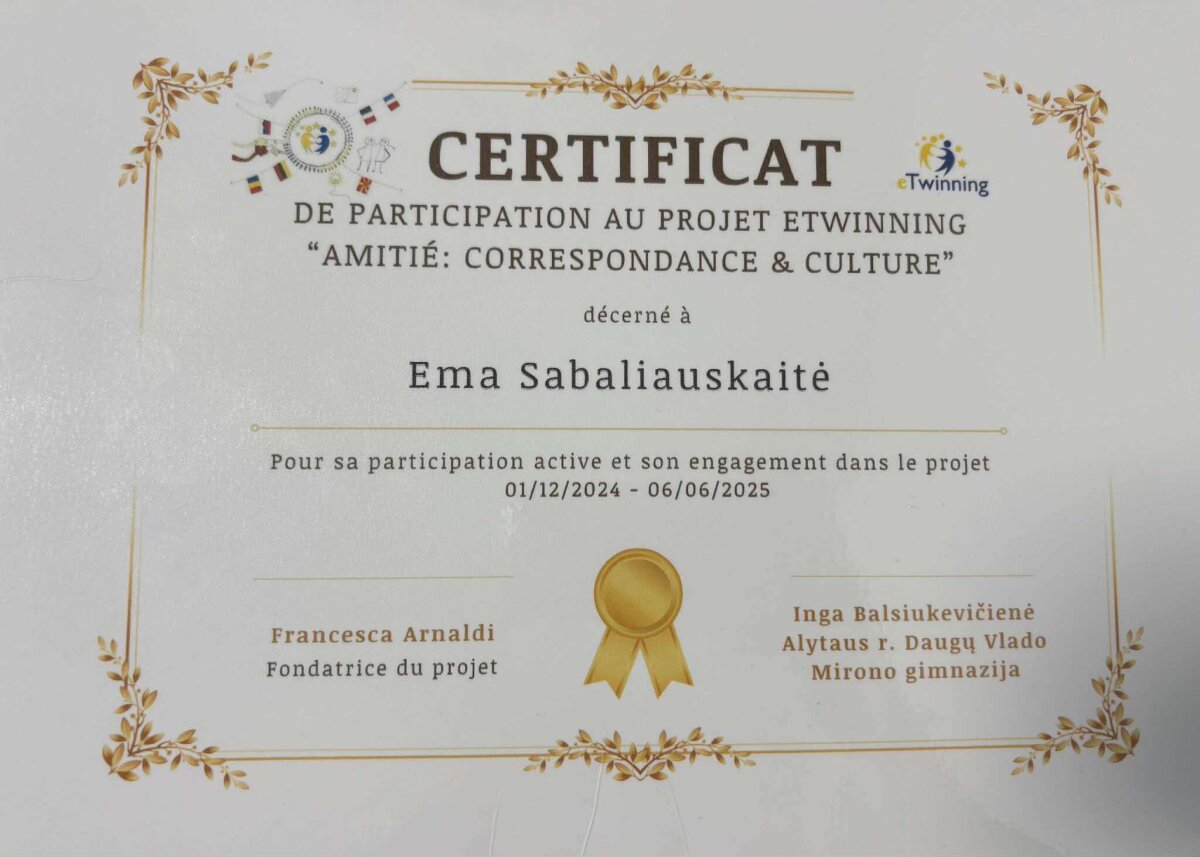 CERTIFICAT
eTwinning
DE PARTICIPATION AU PROJET ETWINNING
“AMITIÉ: CORRESPONDANCE & CULTURE”
décerné à
Ema Sabaliauskaitė
Pour sa participation active et son engagement dans le projet
01/12/2024 - 06/06/2025
Francesca Arnaldi
Fondatrice du projet
Inga Balsiukevičienė
Alytaus r. Daugų Vlado
Mirono gimnazija